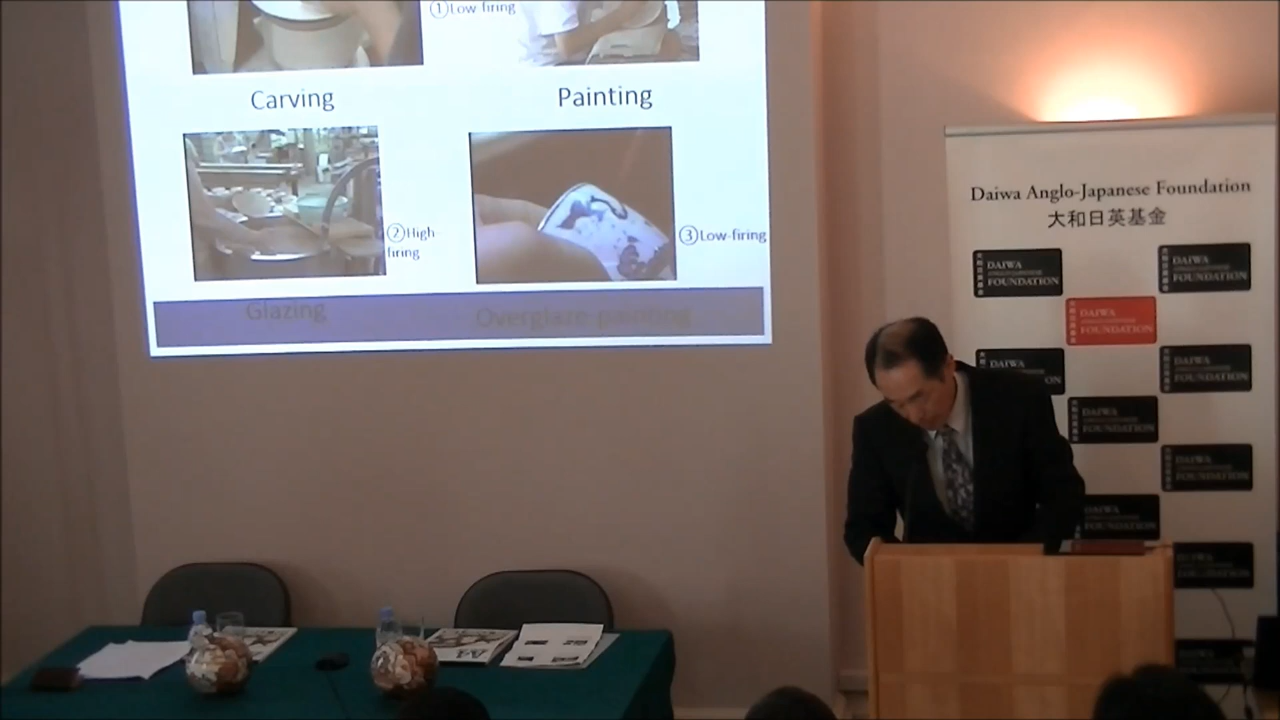 ①Low-firing
Carving
Painting
②High
firing
③Low-firing
Glazing
Overglaze painting
Daiwa Anglo-Japanese Foundation
大和日英基金
DAIWA
FOUNDATION
DAIWA
FOUNDATION
DAIWA
FOUNDATION
DAIWA
FOUNDATION
DAIWA
FOUNDATION
DAIWA
FOUNDATION
DAIWA
FOUNDATION